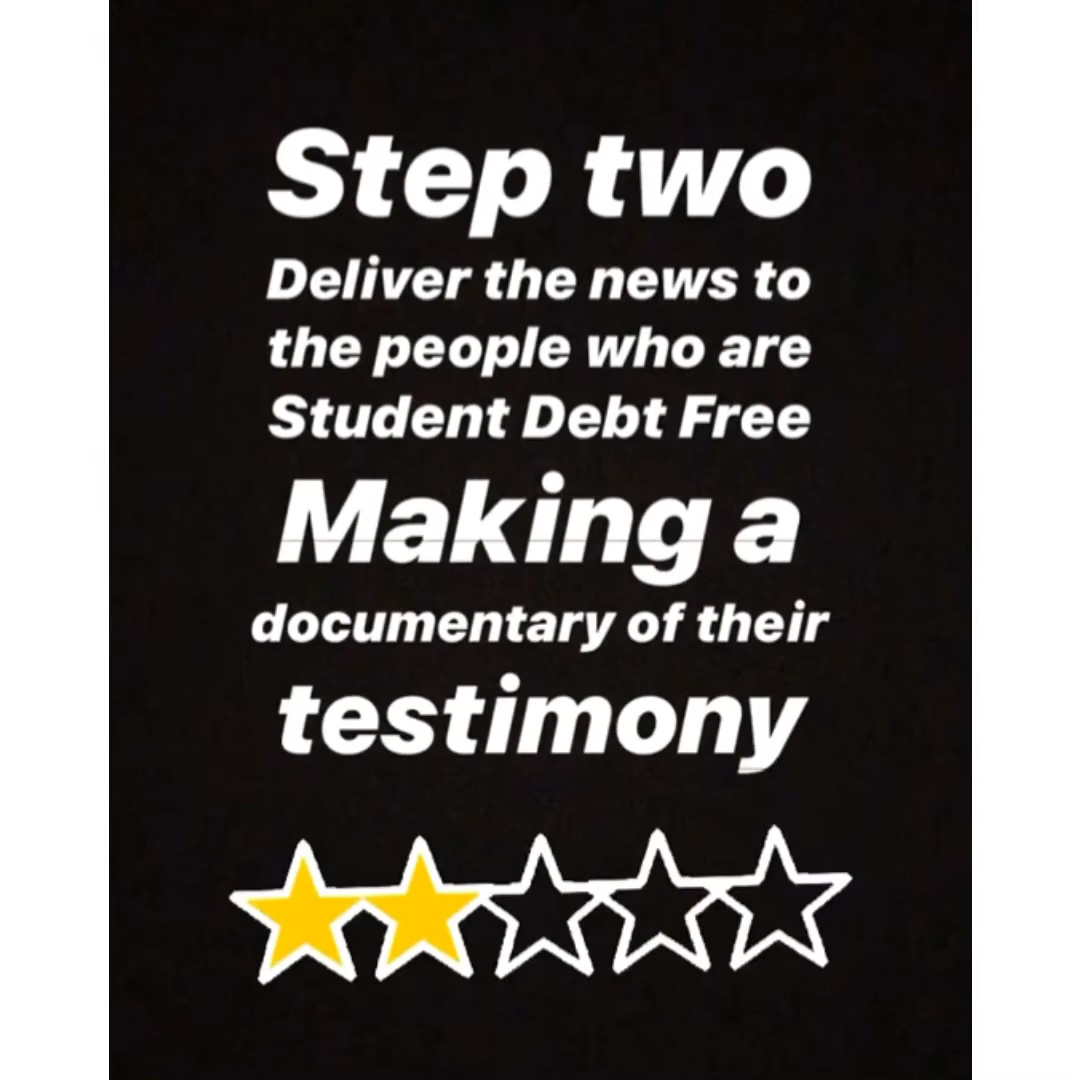 Step two
Deliver the news to
the people who are
Student Debt Free
Making a
documentary of their
testimony